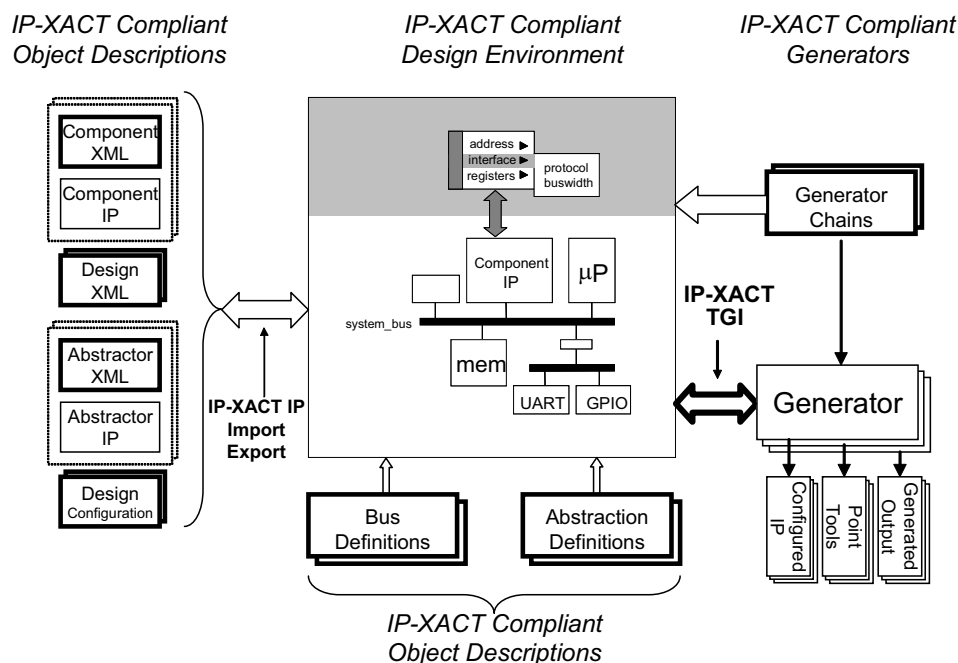 IP-XACT Compliant
Object Descriptions
IP-XACT Compliant
Design Environment
IP-XACT Compliant
Generators
Component
XML
Component
IP
Design
XML
Abstractor
XML
Abstractor
IP
Design
Configuration
IP-XACT IP
Import
Export
address
interface
registers
protocol
buswidth
Component
IP
μP
system_bus
mem
UART
GPIO
Generator
Chains
IP-XACT
TGI
Generator
Configured
IP
Point
Tools
Generated
Output
Bus
Definitions
Abstraction
Definitions
IP-XACT Compliant
Object Descriptions